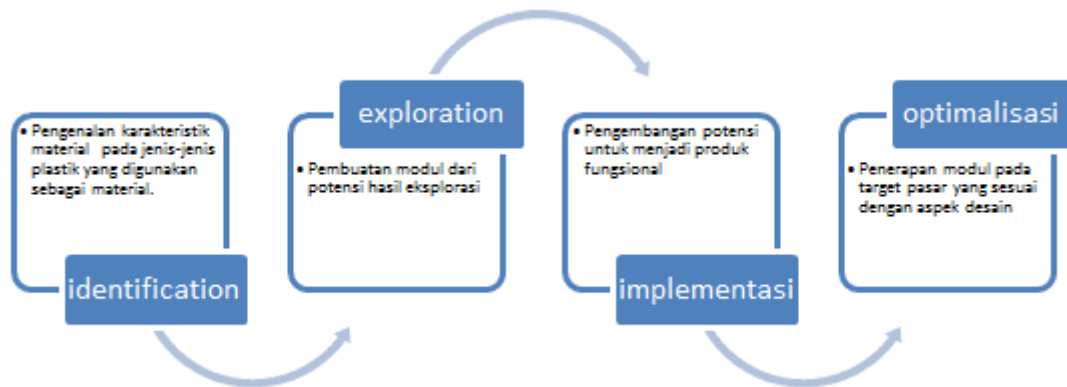 • Pengenalan karakteristik
material pada jenis-jenis
plastik yang digunakan
sebagai material.
identification
exploration
• Pembuatan modul dari
potensi hasil eksplorasi
• Pengembangan potensi
untuk menjadi produk
fungsional
implementasi
optimalisasi
• Penerapan modul pada
target pasar yang sesuai
dengan aspek desain